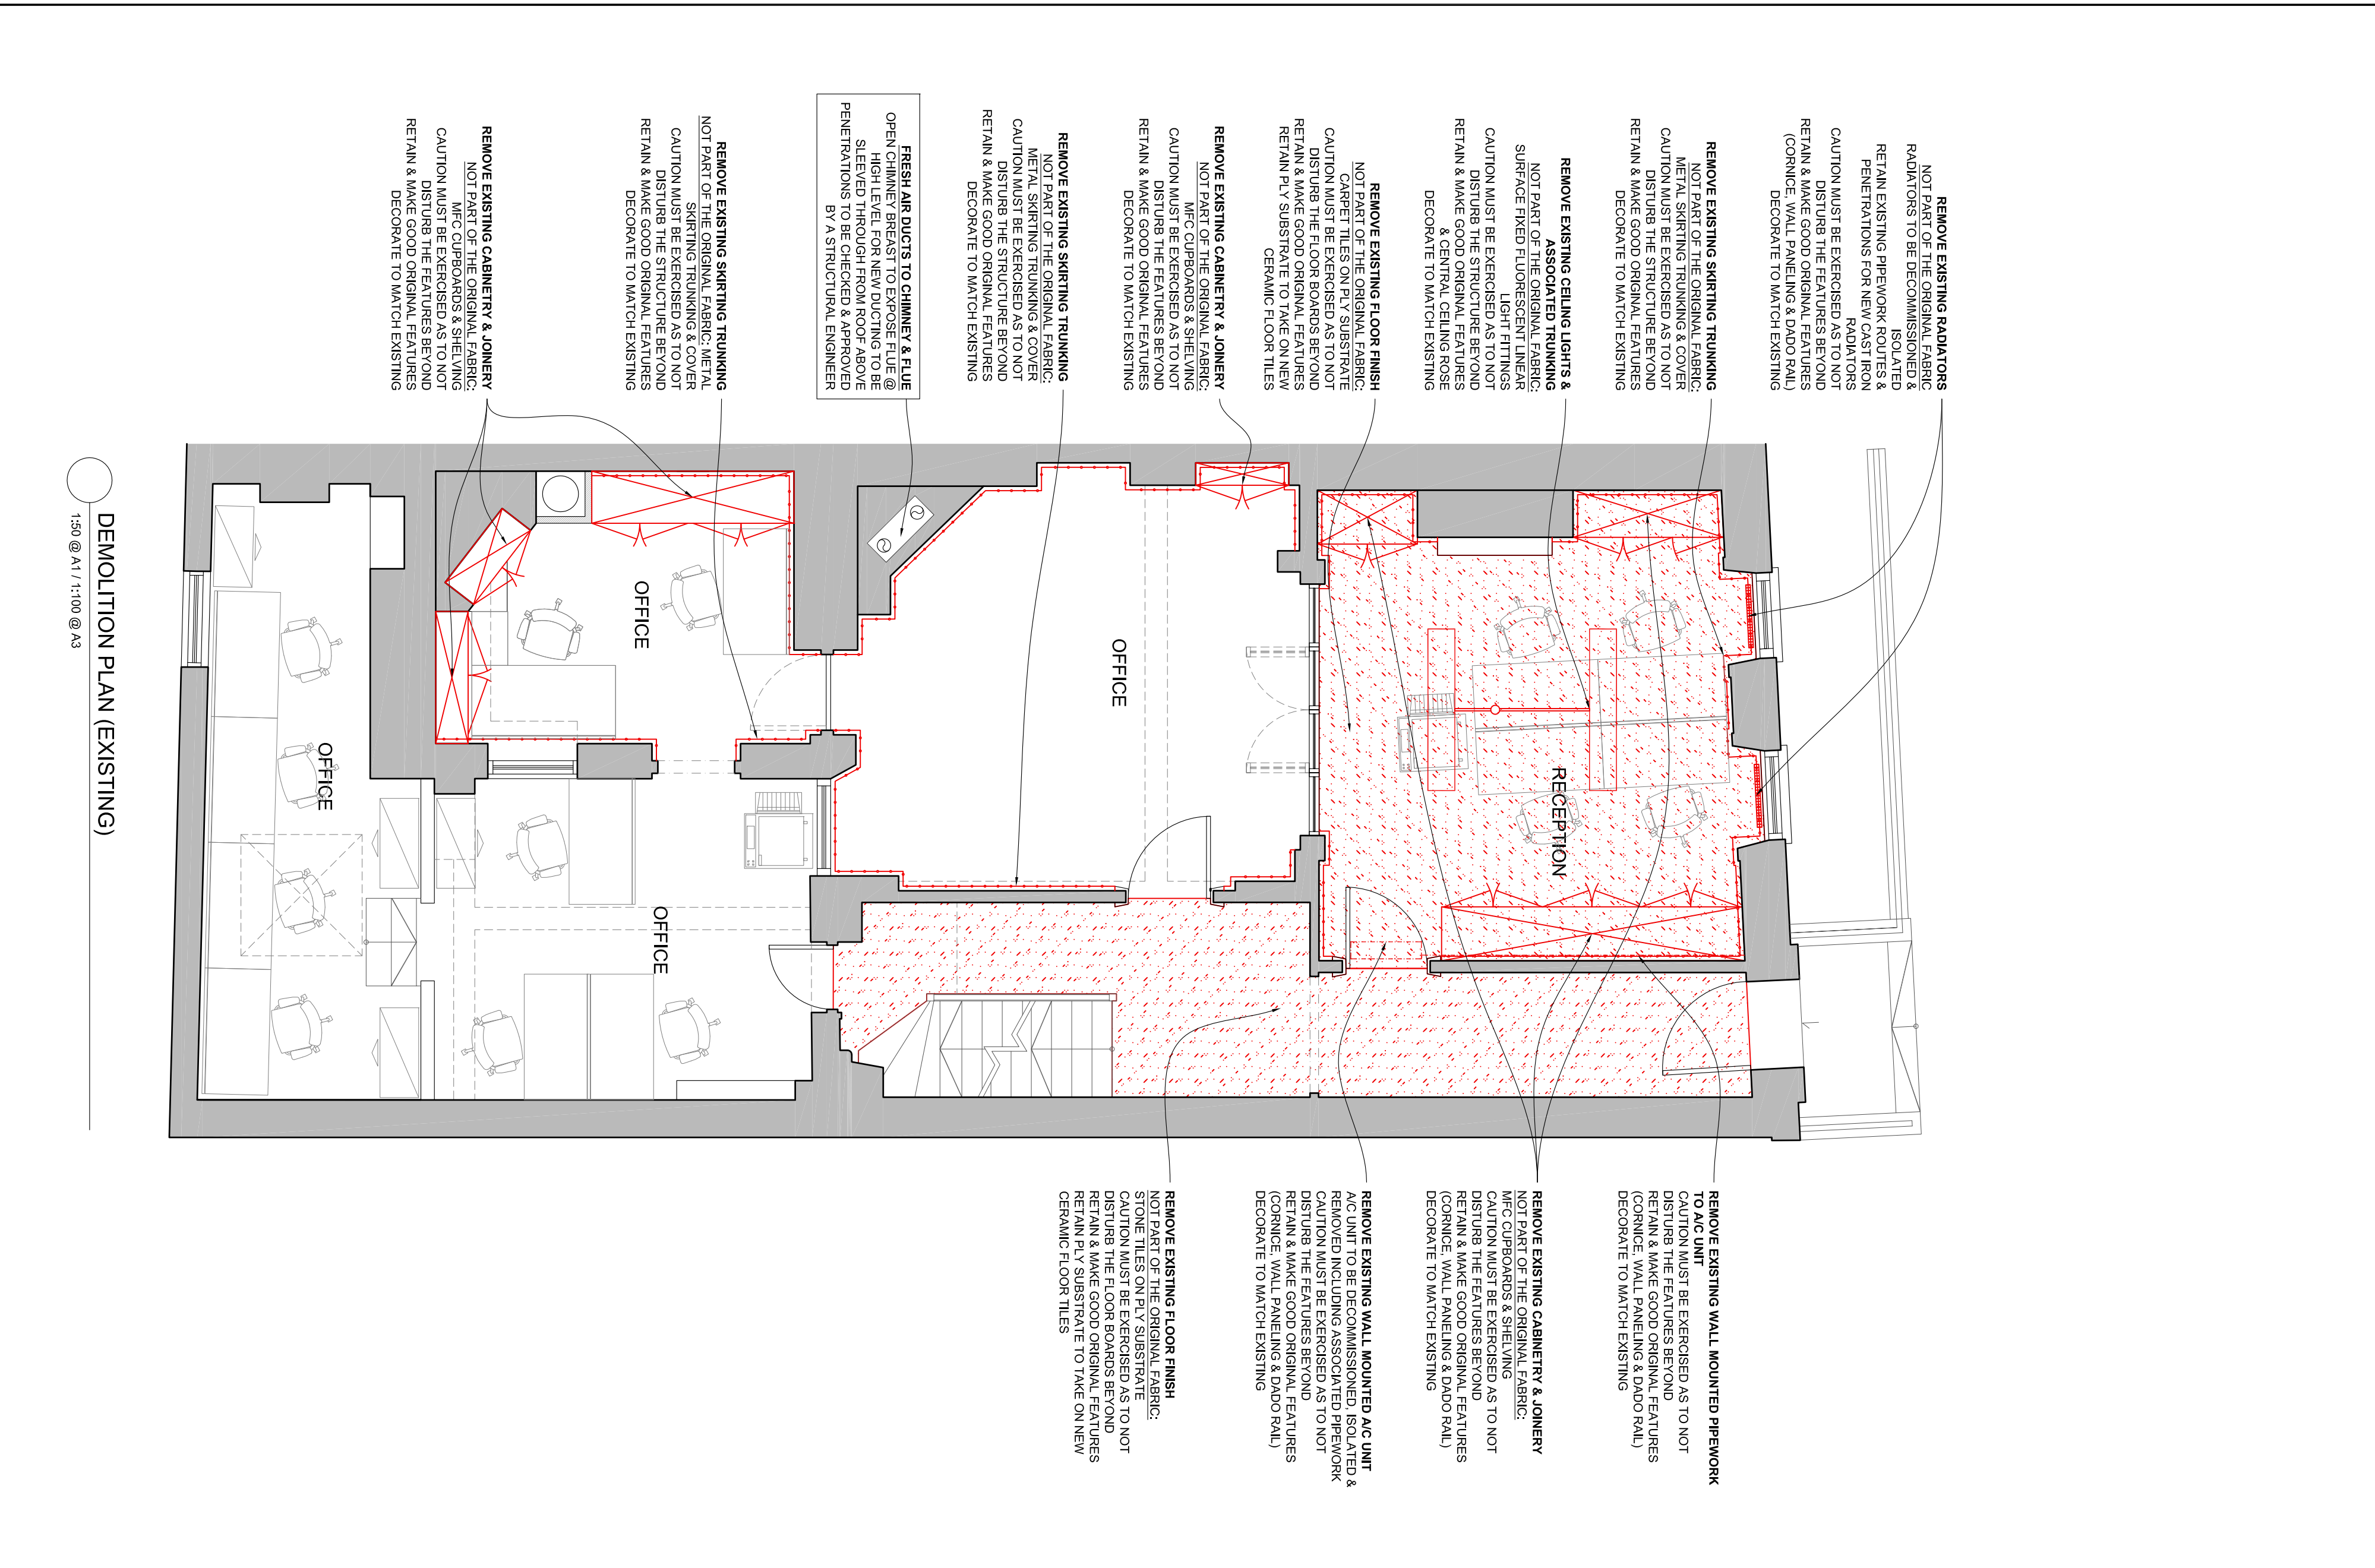 REMOVE EXISTING RADIATORS
NOT PART OF THE ORIGINAL FABRIC
RADIATORS TO BE DECOMMISSIONED &
ISOLATED
RETAIN EXISTING PIPEWORK ROUTES &
PENETRATIONS FOR NEW CAST IRON
RADIATORS
CAUTION MUST BE EXERCISED AS TO NOT
DISTURB THE FEATURES BEYOND
RETAIN & MAKE GOOD ORIGINAL FEATURES
(CORNICE, WALL PANELING & DADO RAIL)
DECORATE TO MATCH EXISTING
REMOVE EXISTING SKIRTING TRUNKING
NOT PART OF THE ORIGINAL FABRIC:
METAL SKIRTING TRUNKING & COVER
CAUTION MUST BE EXERCISED AS TO NOT
DISTURB THE STRUCTURE BEYOND
RETAIN & MAKE GOOD ORIGINAL FEATURES
DECORATE TO MATCH EXISTING
REMOVE EXISTING CEILING LIGHTS &
ASSOCIATED TRUNKING
NOT PART OF THE ORIGINAL FABRIC:
SURFACE FIXED FLUORESCENT LINEAR
LIGHT FITTINGS
CAUTION MUST BE EXERCISED AS TO NOT
DISTURB THE STRUCTURE BEYOND
RETAIN & MAKE GOOD ORIGINAL FEATURES
& CENTRAL CEILING ROSE
DECORATE TO MATCH EXISTING
REMOVE EXISTING FLOOR FINISH
NOT PART OF THE ORIGINAL FABRIC:
CARPET TILES ON PLY SUBSTRATE
CAUTION MUST BE EXERCISED AS TO NOT
DISTURB THE FLOOR BOARDS BEYOND
RETAIN & MAKE GOOD ORIGINAL FEATURES
RETAIN PLY SUBSTRATE TO TAKE ON NEW
CERAMIC FLOOR TILES
REMOVE EXISTING CABINETRY & JOINERY
NOT PART OF THE ORIGINAL FABRIC:
MFC CUPBOARDS & SHELVING
CAUTION MUST BE EXERCISED AS TO NOT
DISTURB THE FEATURES BEYOND
RETAIN & MAKE GOOD ORIGINAL FEATURES
DECORATE TO MATCH EXISTING
REMOVE EXISTING SKIRTING TRUNKING
NOT PART OF THE ORIGINAL FABRIC:
METAL SKIRTING TRUNKING & COVER
CAUTION MUST BE EXERCISED AS TO NOT
DISTURB THE STRUCTURE BEYOND
RETAIN & MAKE GOOD ORIGINAL FEATURES
DECORATE TO MATCH EXISTING
FRESH AIR DUCTS TO CHIMNEY & FLUE
OPEN CHIMNEY BREAST TO EXPOSE FLUE @
HIGH LEVEL FOR NEW DUCTING TO BE
SLEEVED THROUGH FROM ROOF ABOVE
PENETRATIONS TO BE CHECKED & APPROVED
BY A STRUCTURAL ENGINEER
REMOVE EXISTING SKIRTING TRUNKING
NOT PART OF THE ORIGINAL FABRIC: METAL
SKIRTING TRUNKING & COVER
CAUTION MUST BE EXERCISED AS TO NOT
DISTURB THE STRUCTURE BEYOND
RETAIN & MAKE GOOD ORIGINAL FEATURES
DECORATE TO MATCH EXISTING
REMOVE EXISTING CABINETRY & JOINERY
NOT PART OF THE ORIGINAL FABRIC:
MFC CUPBOARDS & SHELVING
CAUTION MUST BE EXERCISED AS TO NOT
DISTURB THE FEATURES BEYOND
RETAIN & MAKE GOOD ORIGINAL FEATURES
DECORATE TO MATCH EXISTING
RECEPTION
OFFICE
OFFICE
OFFICE
OFFICE
REMOVE EXISTING WALL MOUNTED PIPEWORK
TO A/C UNIT
CAUTION MUST BE EXERCISED AS TO NOT
DISTURB THE FEATURES BEYOND
RETAIN & MAKE GOOD ORIGINAL FEATURES
(CORNICE, WALL PANELING & DADO RAIL)
DECORATE TO MATCH EXISTING
REMOVE EXISTING CABINETRY & JOINERY
NOT PART OF THE ORIGINAL FABRIC:
MFC CUPBOARDS & SHELVING
CAUTION MUST BE EXERCISED AS TO NOT
DISTURB THE FEATURES BEYOND
RETAIN & MAKE GOOD ORIGINAL FEATURES
(CORNICE, WALL PANELING & DADO RAIL)
DECORATE TO MATCH EXISTING
REMOVE EXISTING WALL MOUNTED A/C UNIT
A/C UNIT TO BE DECOMMISSIONED, ISOLATED &
REMOVED INCLUDING ASSOCIATED PIPEWORK
CAUTION MUST BE EXERCISED AS TO NOT
DISTURB THE FEATURES BEYOND
RETAIN & MAKE GOOD ORIGINAL FEATURES
(CORNICE, WALL PANELING & DADO RAIL)
DECORATE TO MATCH EXISTING
REMOVE EXISTING FLOOR FINISH
NOT PART OF THE ORIGINAL FABRIC:
STONE TILES ON PLY SUBSTRATE
CAUTION MUST BE EXERCISED AS TO NOT
DISTURB THE FLOOR BOARDS BEYOND
RETAIN & MAKE GOOD ORIGINAL FEATURES
RETAIN PLY SUBSTRATE TO TAKE ON NEW
CERAMIC FLOOR TILES
DEMOLITION PLAN (EXISTING)
1:50 @ A1 / 1:100 @ A3